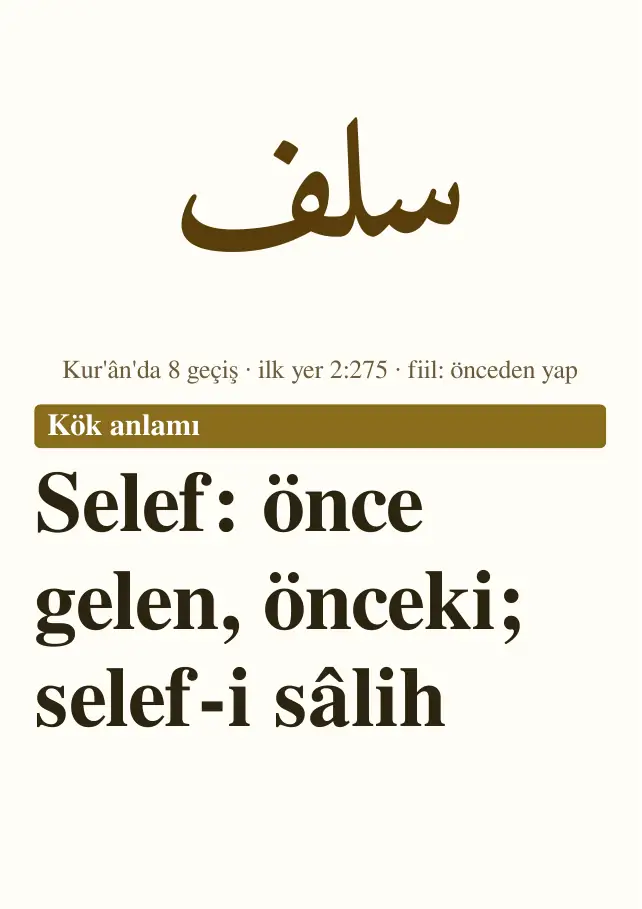 سلف
Kur'ân'da 8 geçiş · ilk yer 2:275 · fiil: önceden yap
Kök anlamı
Selef: önce
gelen, önceki;
selef-i sâlih